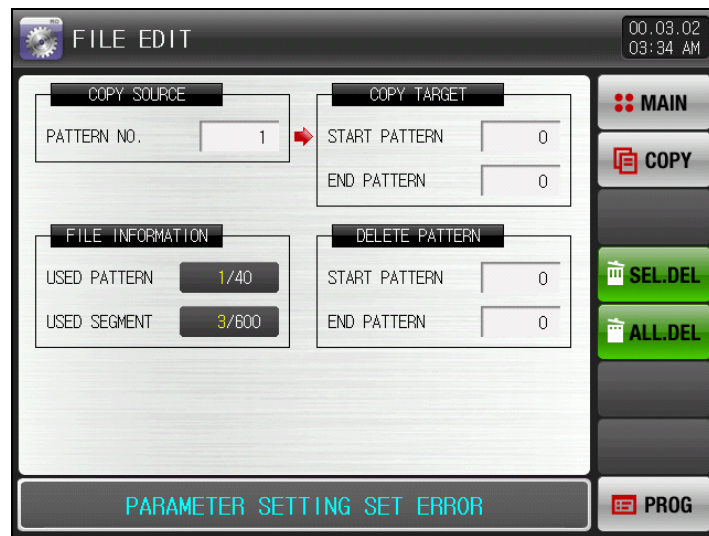 FILE EDIT
00.03.02
03:34 AM
COPY SOURCE
PATTERN NO. 1
COPY TARGET
START PATTERN 0
END PATTERN 0
FILE INFORMATION
USED PATTERN 1/40
USED SEGMENT 3/600
DELETE PATTERN
START PATTERN 0
END PATTERN 0
MAIN
COPY
SEL.DEL
ALL.DEL
PARAMETER SETTING SET ERROR
PROG